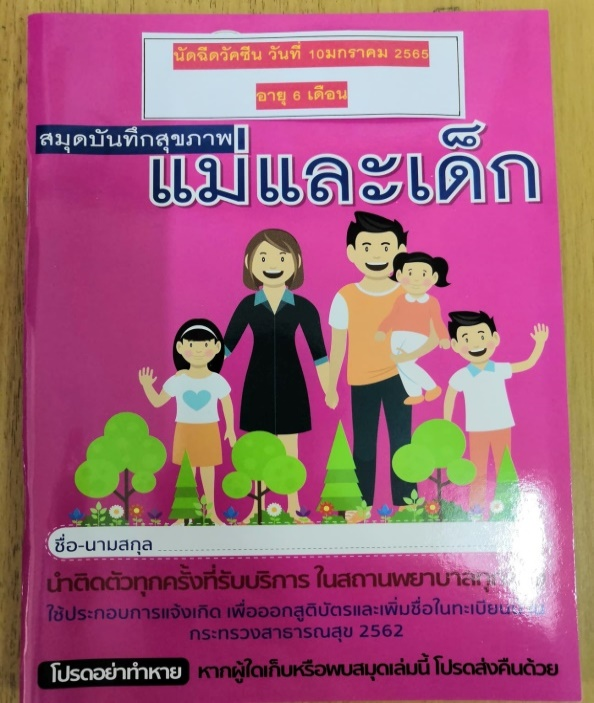 นัดฉีดวัคซีน วันที่ 10มกราคม 2565
อายุ 6 เดือน
สมุดบันทึกสุขภาพ
แม่และเด็ก
ชื่อ-นามสกุล
นำติดตัวทุกครั้งที่รับบริการ ในสถานพยาบาล
ใช้ประกอบการแจ้งเกิด เพื่อออกสูติบัตรและเพิ่มชื่อในทะเบียน
กระทรวงสาธารณสุข 2562
โปรดอย่าทำหาย หากผู้ใดเก็บหรือพบสมุดเล่มนี้ โปรดส่งคืนด้วย